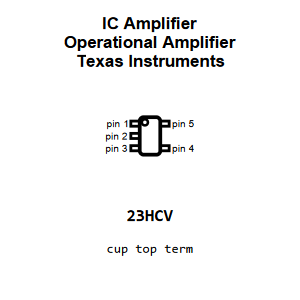 IC Amplifier
Operational Amplifier
Texas Instruments
pin 1 pin 5
pin 2
pin 3 pin 4
23HCV
cup top term